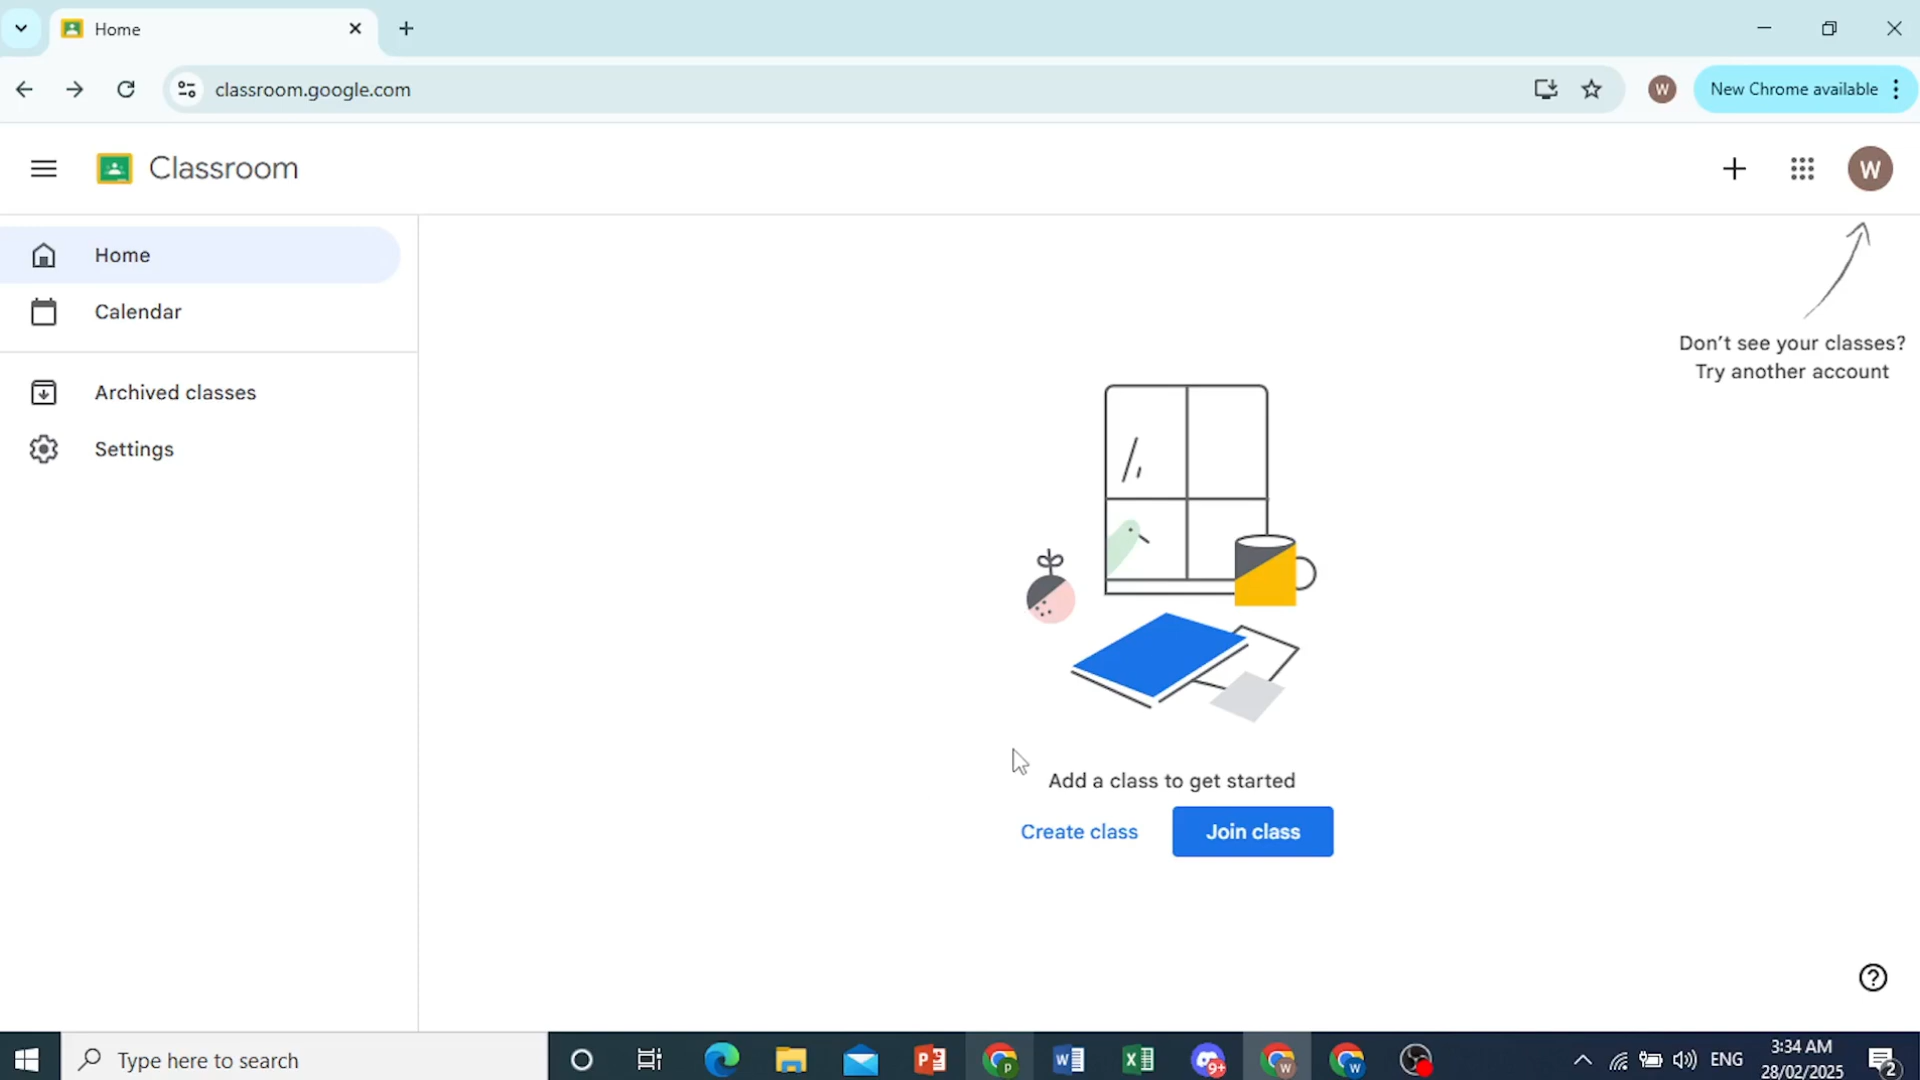 Home
classroom.google.com
W
New Chrome available
Classroom
W
Home
Calendar
Archived classes
Settings
Don't see your classes?
Try another account
Add a class to get started
Create class
Join class
Type here to search
ENG
3:34 AM
28/02/2025
2
9+